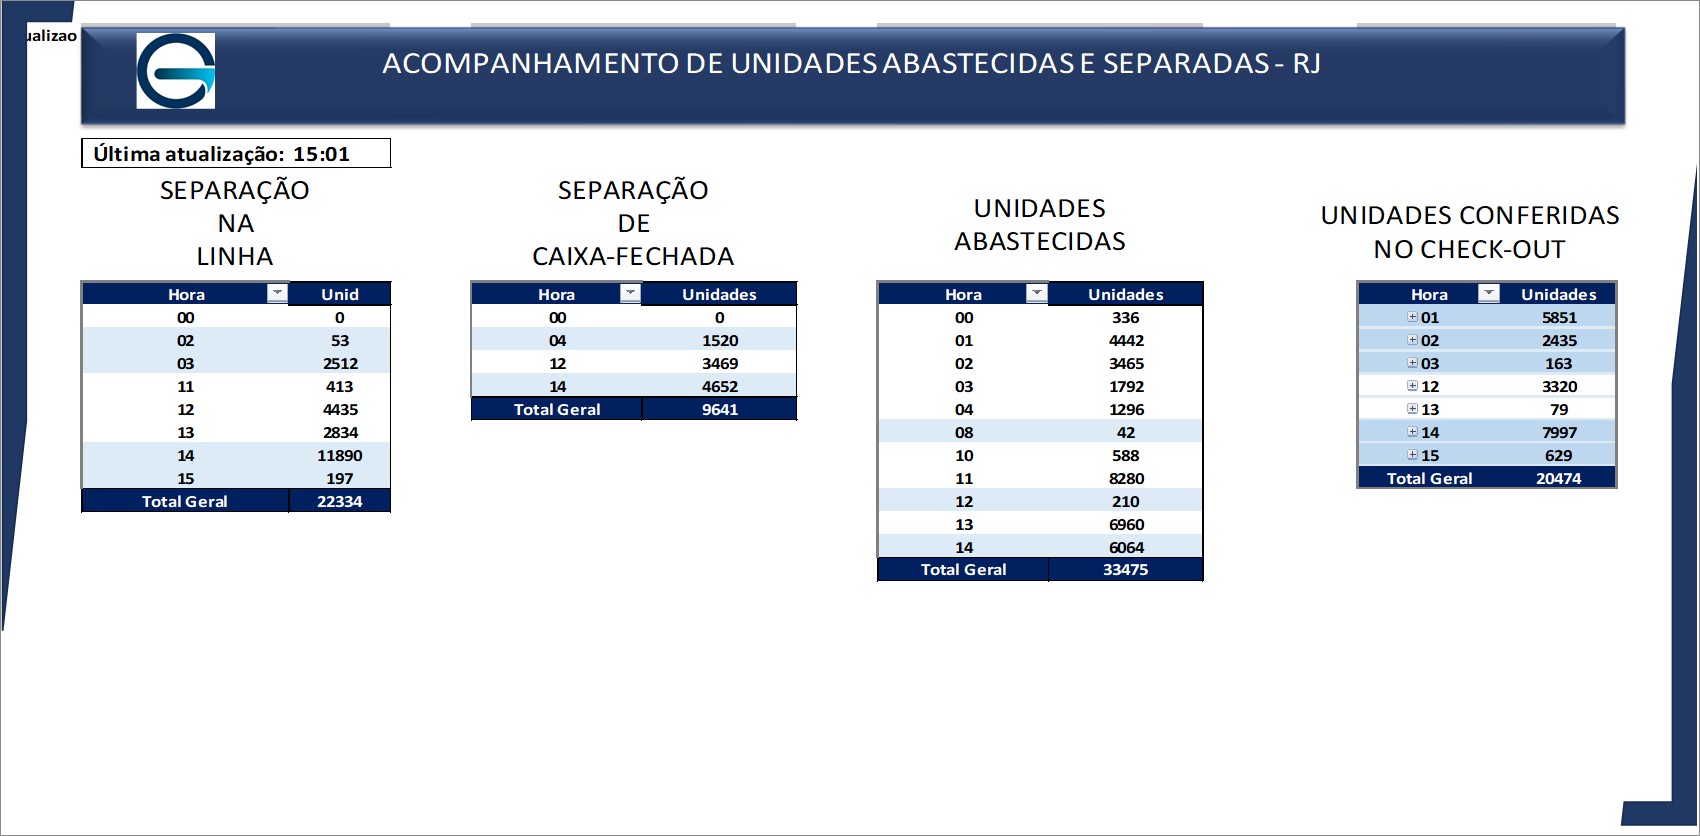 ualizao
ACOMPANHAMENTO DE UNIDADES ABASTECIDAS E SEPARADAS - RJ
Última atualização: 15:01
SEPARAÇÃO
NA
LINHA
Hora Unid
00 0
02 53
03 2512
11 413
12 4435
13 2834
14 11890
15 197
Total Geral 22334
SEPARAÇÃO
DE
CAIXA-FECHADA
Hora Unidades
00 0
04 1520
12 3469
14 4652
Total Geral 9641
UNIDADES
ABASTECIDAS
Hora Unidades
00 336
01 4442
02 3465
03 1792
04 1296
08 42
10 588
11 8280
12 210
13 6960
14 6064
Total Geral 33475
UNIDADES CONFERIDAS
NO CHECK-OUT
Hora Unidades
01 5851
02 2435
03 163
12 3320
13 79
14 7997
15 629
Total Geral 20474